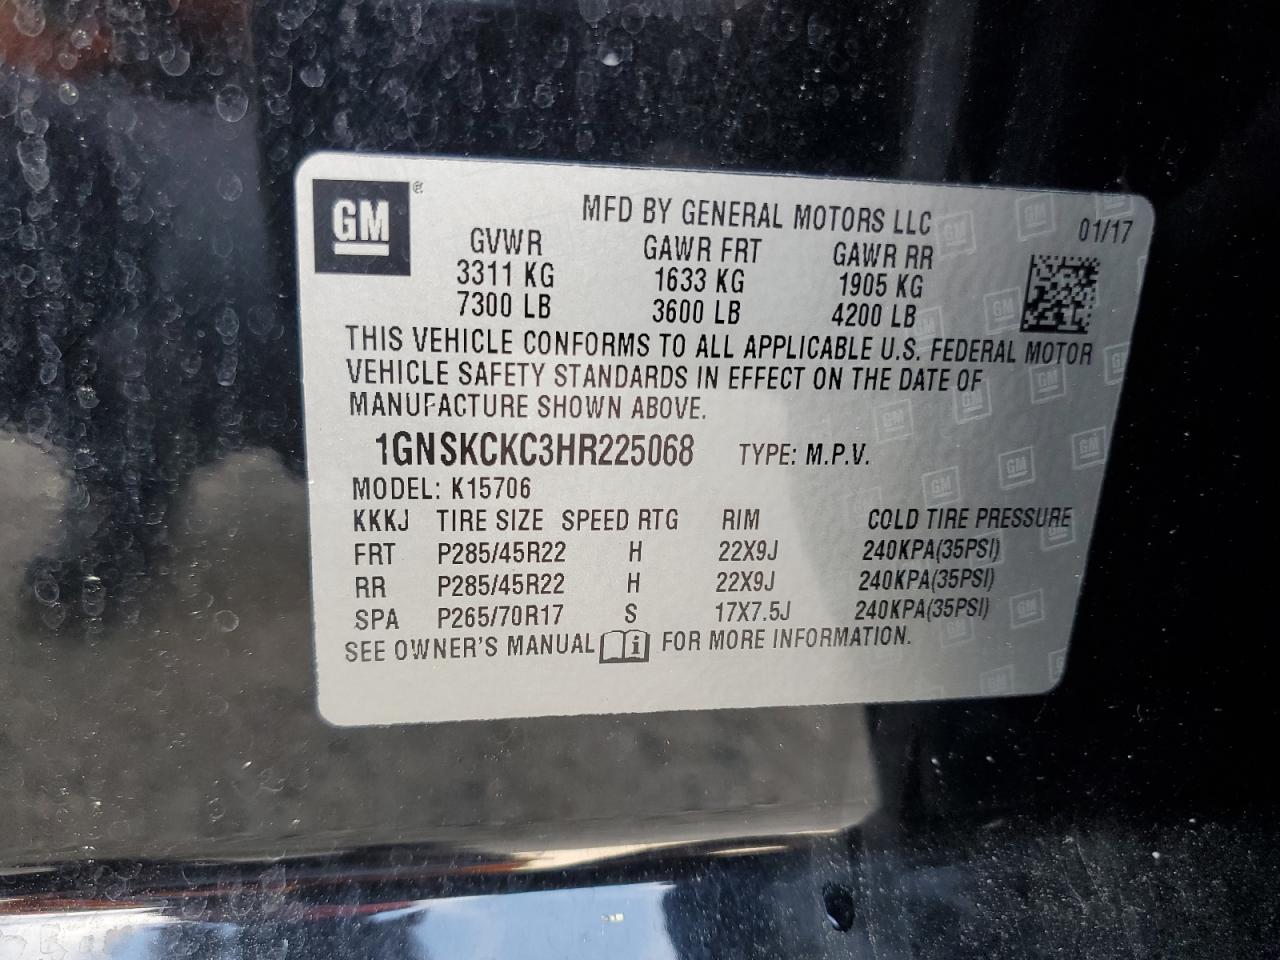 GM ®
MFD BY GENERAL MOTORS LLC 01/17
GVWR GAWR FRT GAWR RR
3311 KG 1633 KG 1905 KG
7300 LB 3600 LB 4200 LB
THIS VEHICLE CONFORMS TO ALL APPLICABLE U.S. FEDERAL MOTOR
VEHICLE SAFETY STANDARDS IN EFFECT ON THE DATE OF
MANUFACTURE SHOWN ABOVE.
1GNSKCKC3HR225068 TYPE: M.P.V.
MODEL: K15706
KKKJ TIRE SIZE SPEED RTG RIM COLD TIRE PRESSURE
FRT P285/45R22 H 22X9J 240KPA(35PSI)
RR P285/45R22 H 22X9J 240KPA(35PSI)
SPA P265/70R17 S 17X7.5J 240KPA(35PSI)
SEE OWNER'S MANUAL i FOR MORE INFORMATION.